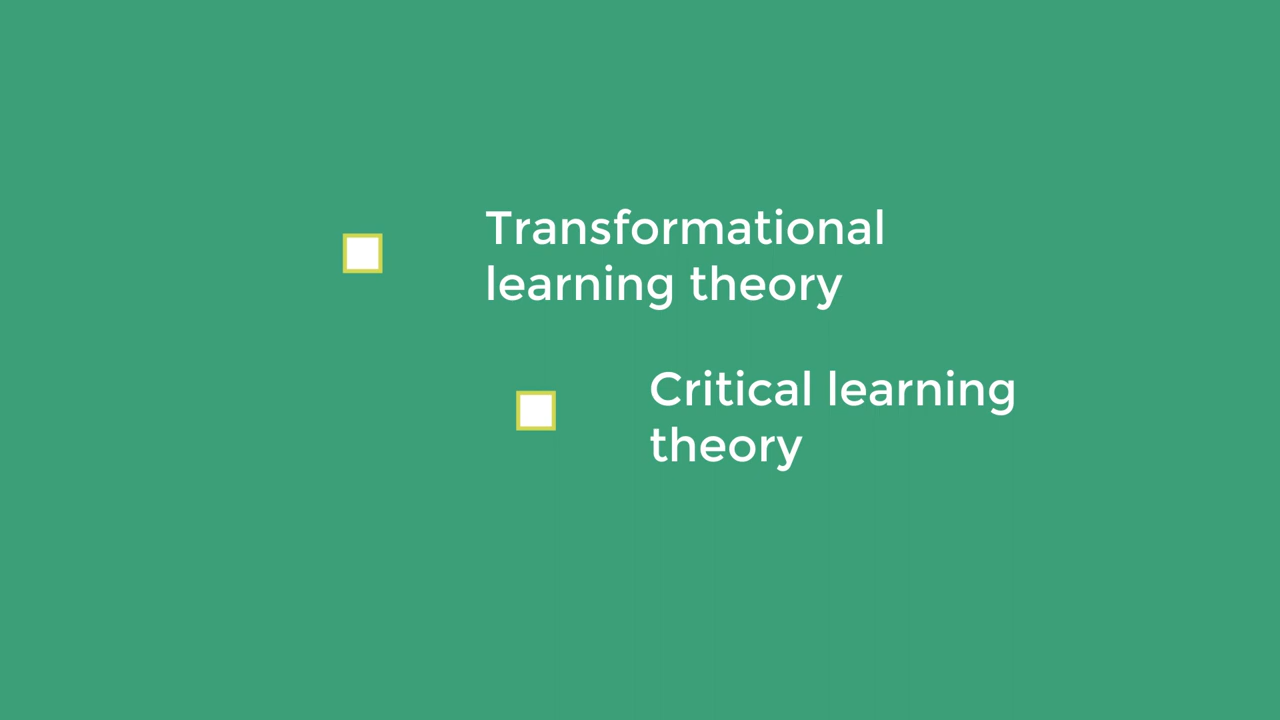 Transformational
learning theory
Critical learning
theory